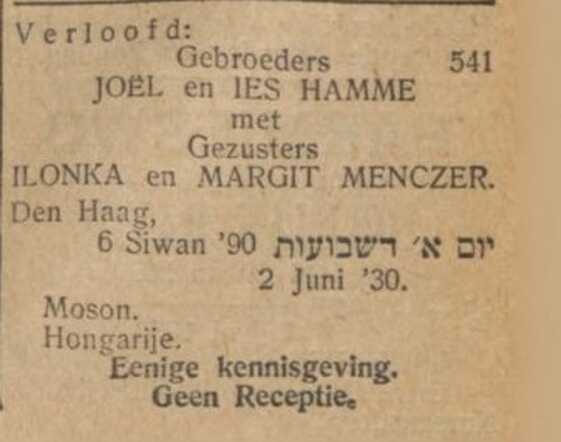 Verloofd:
Gebroeders 541
JOËL en IES HAMME
met
Gezusters
ILONKA en MARGIT MENCZER.
Den Haag,
6 Siwan '90 יום א׳ דשבועות
2 Juni '30.
Moson.
Hongarije.
Eenige kennisgeving.
Geen Receptie.